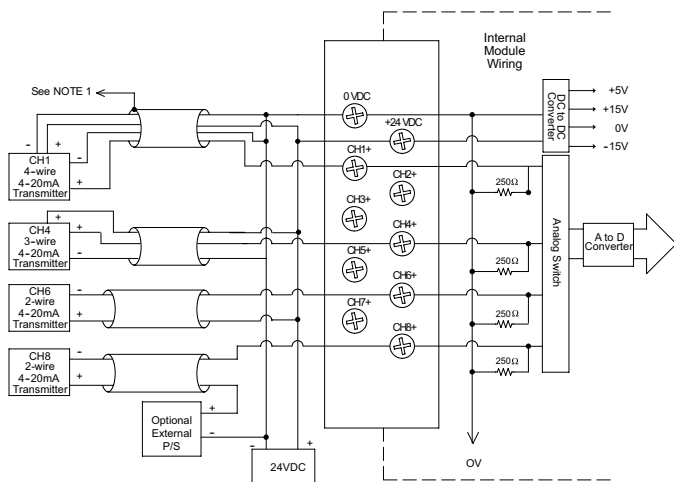 Internal
Module
Wiring
See NOTE 1
0 VDC
+24 VDC
DC to DC
Converter
+5V
+15V
0V
-15V
- +
CH1
4-wire
4-20mA
Transmitter
-
+
CH1+
CH2+
250Ω
CH3+
+
CH4
3-wire
4-20mA
Transmitter
+
-
CH4+
250Ω
Analog Switch
A to D
Converter
CH5+
CH6
2-wire
4-20mA
Transmitter
-
+
CH6+
250Ω
CH7+
CH8
2-wire
4-20mA
Transmitter
-
+
CH8+
250Ω
Optional
External
P/S
+
-
- +
24VDC
OV